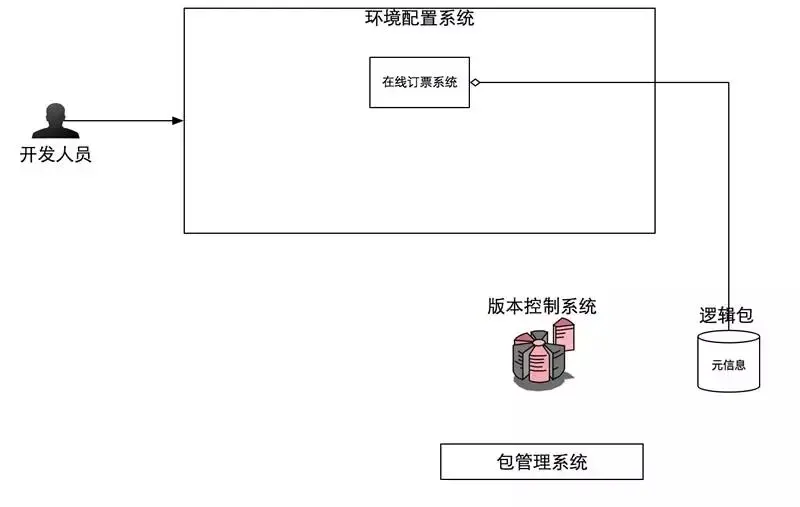 环境配置系统
在线订票系统
开发人员
版本控制系统
逻辑包
元信息
包管理系统